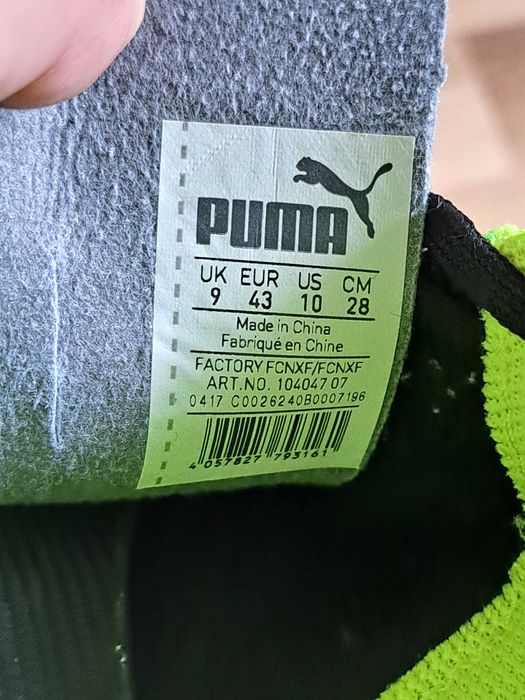 PUMA
UK EUR US CM
9 43 10 28
Made in China
Fabriqué en Chine
FACTORY FCNXF/FCNXF
ART.NO. 104047 07
0417 C0026240B0007196
4 057827 793161